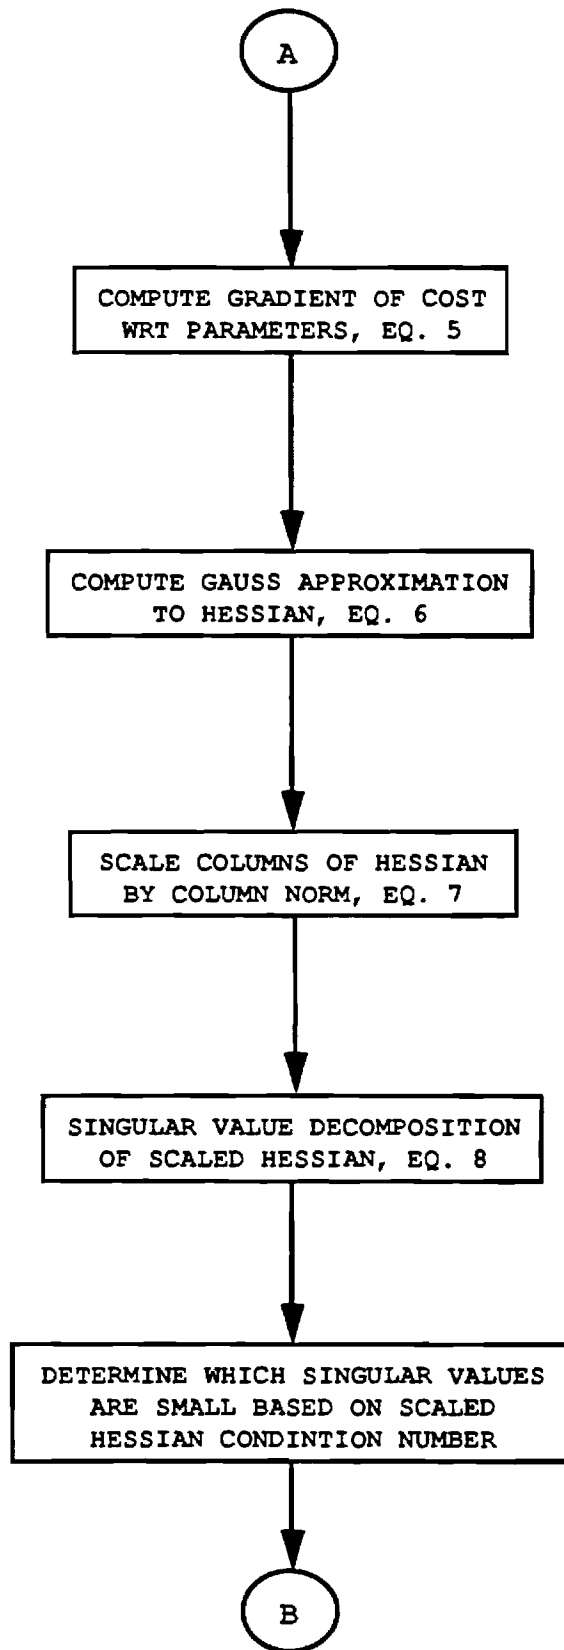 A
COMPUTE GRADIENT OF COST
WRT PARAMETERS, EQ. 5
COMPUTE GAUSS APPROXIMATION
TO HESSIAN, EQ. 6
SCALE COLUMNS OF HESSIAN
BY COLUMN NORM, EQ. 7
SINGULAR VALUE DECOMPOSITION
OF SCALED HESSIAN, EQ. 8
DETERMINE WHICH SINGULAR VALUES
ARE SMALL BASED ON SCALED
HESSIAN CONDINTION NUMBER
B